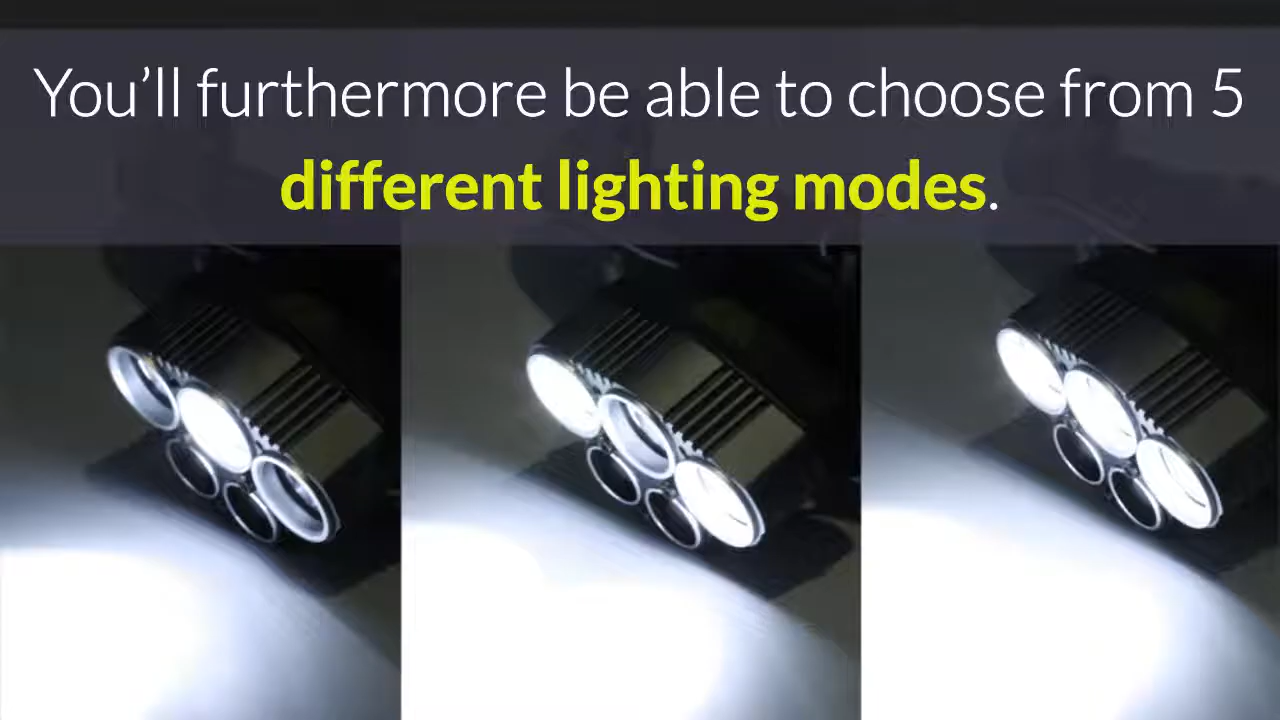 You’ll furthermore be able to choose from 5
different lighting modes.